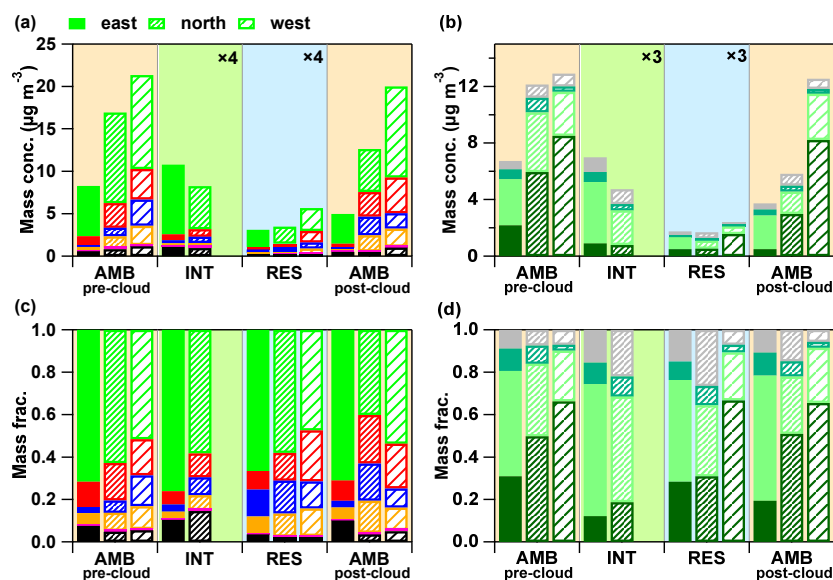 (a) east north west
(b)
×4 ×4
×3 ×3
25
20
15
10
5
0
Mass conc. (µg m⁻³)
12
8
4
0
Mass conc. (µg m⁻³)
AMB INT RES AMB
pre-cloud post-cloud
AMB INT RES AMB
pre-cloud post-cloud
(c)
(d)
1.0
0.8
0.6
0.4
0.2
0.0
Mass frac.
1.0
0.8
0.6
0.4
0.2
0.0
Mass frac.
AMB INT RES AMB
pre-cloud post-cloud
AMB INT RES AMB
pre-cloud post-cloud